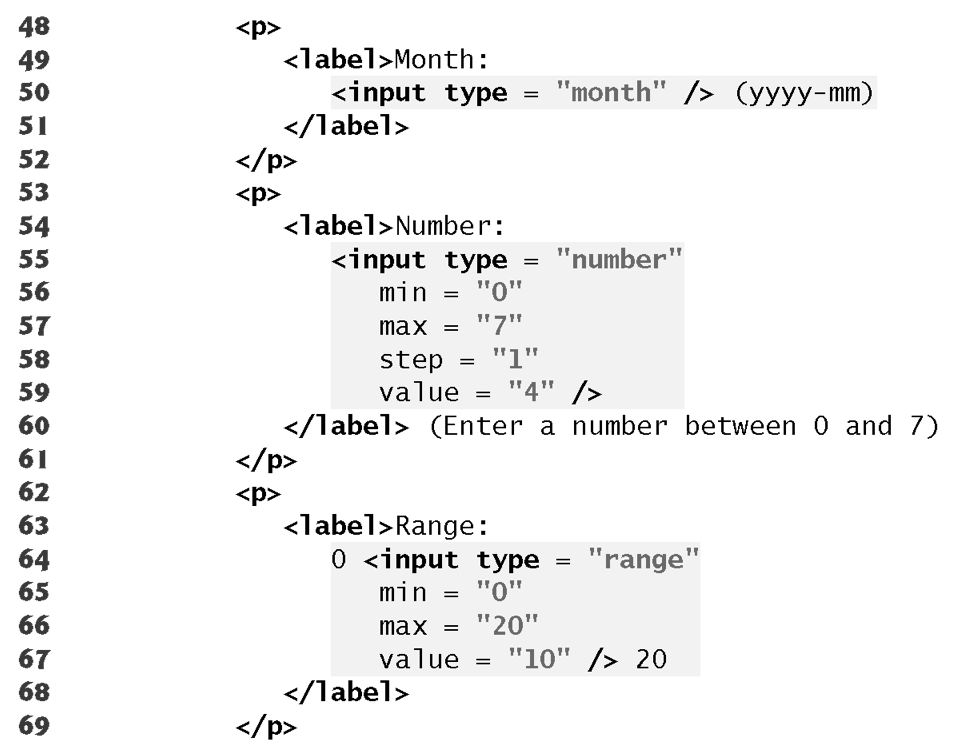 48 <p>
49 <label>Month:
50 <input type = "month" /> (yyyy-mm)
51 </label>
52 </p>
53 <p>
54 <label>Number:
55 <input type = "number"
56 min = "0"
57 max = "7"
58 step = "1"
59 value = "4" />
60 </label> (Enter a number between 0 and 7)
61 </p>
62 <p>
63 <label>Range:
64 0 <input type = "range"
65 min = "0"
66 max = "20"
67 value = "10" /> 20
68 </label>
69 </p>